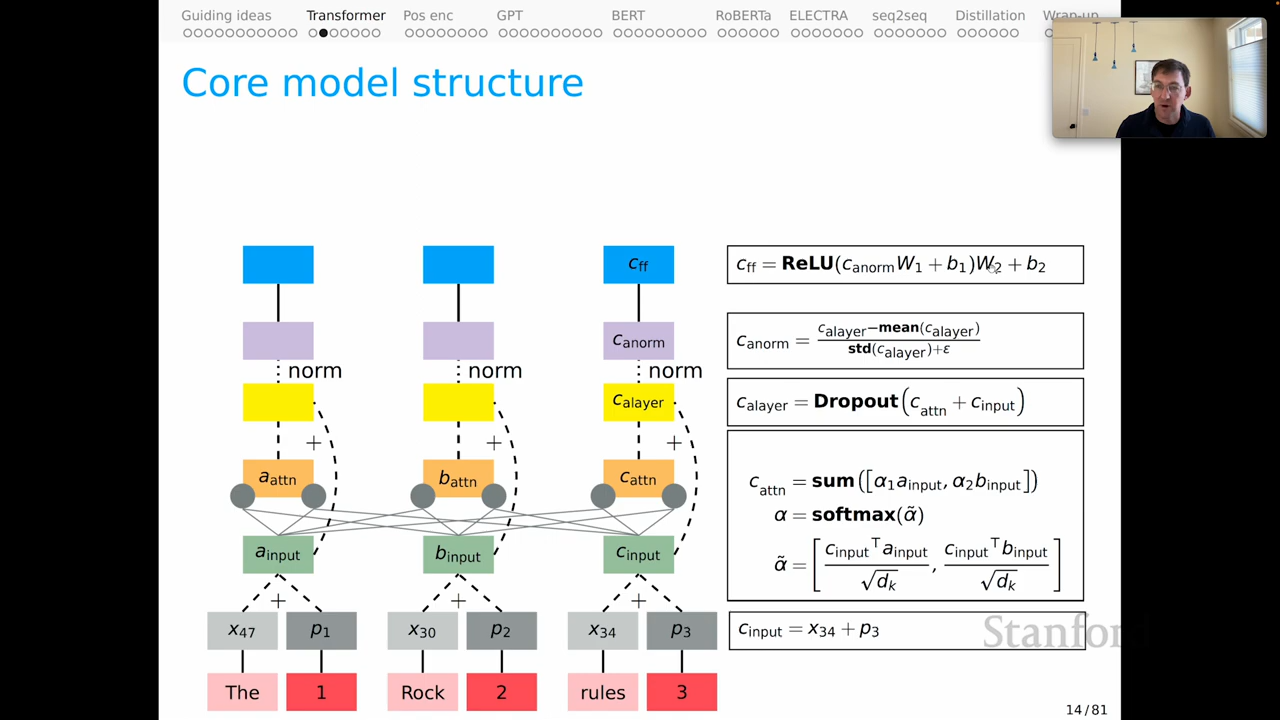 Guiding ideas Transformer Pos enc GPT BERT RoBERTa ELECTRA seq2seq Distillation Wrap-up
Core model structure
c_ff c_ff = ReLU(c_anorm W_1 + b_1)W_2 + b_2
c_anorm c_anorm = (c_alayer − mean(c_alayer)) / (std(c_alayer) + ε)
norm norm norm
c_alayer c_alayer = Dropout(c_attn + c_input)
+ + +
a_attn b_attn c_attn c_attn = sum([α_1 a_input, α_2 b_input])
α = softmax(α̃)
a_input b_input c_input α̃ = [c_input^⊤ a_input / √d_k, c_input^⊤ b_input / √d_k]
+ + +
x_47 p_1 x_30 p_2 x_34 p_3 c_input = x_34 + p_3
Stanford
The 1 Rock 2 rules 3
14 / 81